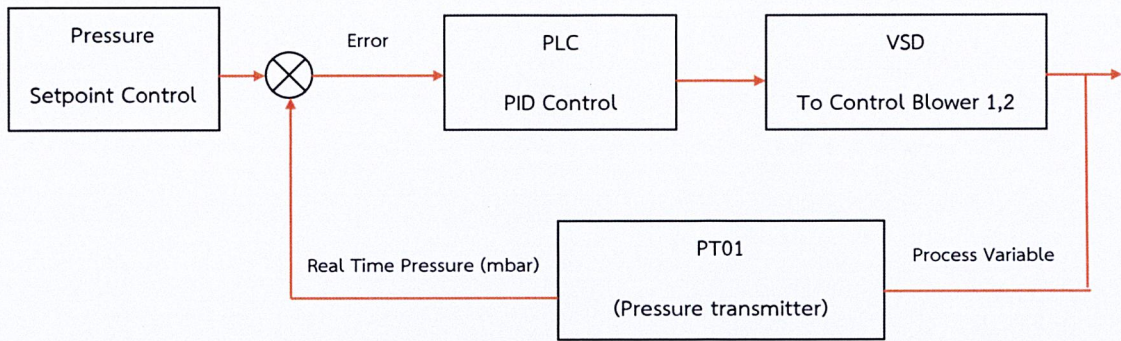 Pressure
Setpoint Control
Error
PLC
PID Control
VSD
To Control Blower 1,2
Real Time Pressure (mbar)
PT01
(Pressure transmitter)
Process Variable